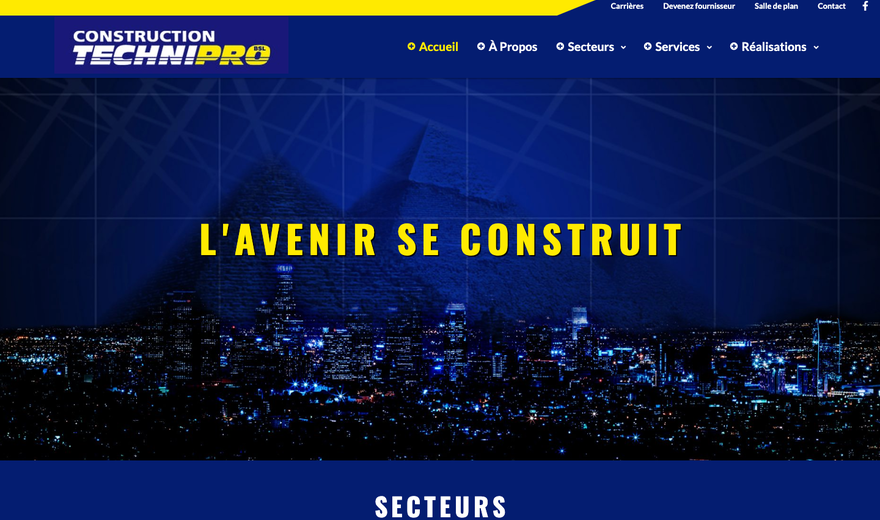 Carrières Devenez fournisseur Salle de plan Contact
CONSTRUCTION
TECHNIPRO BSL
Accueil À Propos Secteurs Services Réalisations
L'AVENIR SE CONSTRUIT
SECTEURS